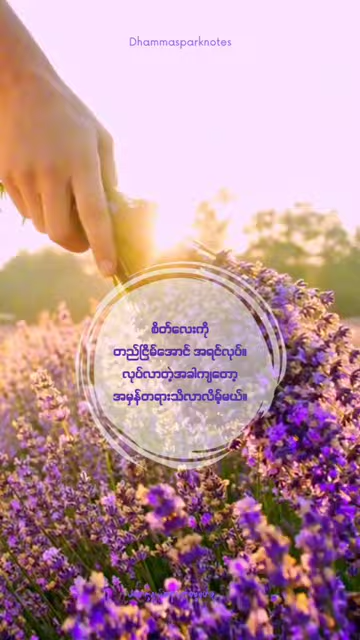 Dhammasparknotes
စိတ်လေးကို
တည်ငြိမ်အောင် အရင်လုပ်။
လုပ်လာတဲ့အခါကျတော့
အမှန်တရားသိလာလိမ့်မယ်။